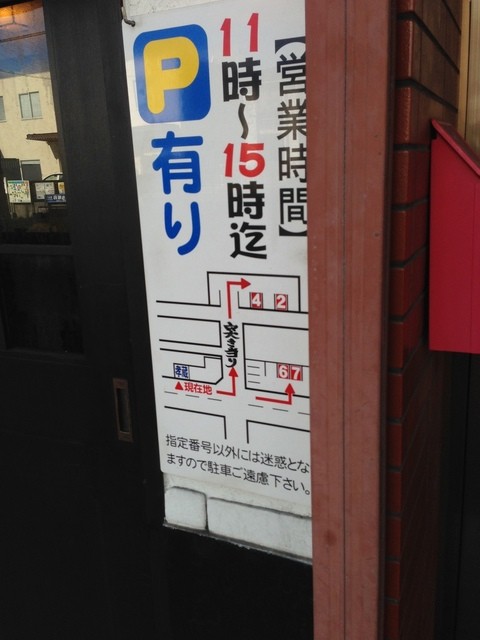 【営業時間】
11時～15時迄
P有り
4 2
突き当り
6 7
▲現在地
指定番号以外には迷惑とな
ますので駐車ご遠慮下さい。